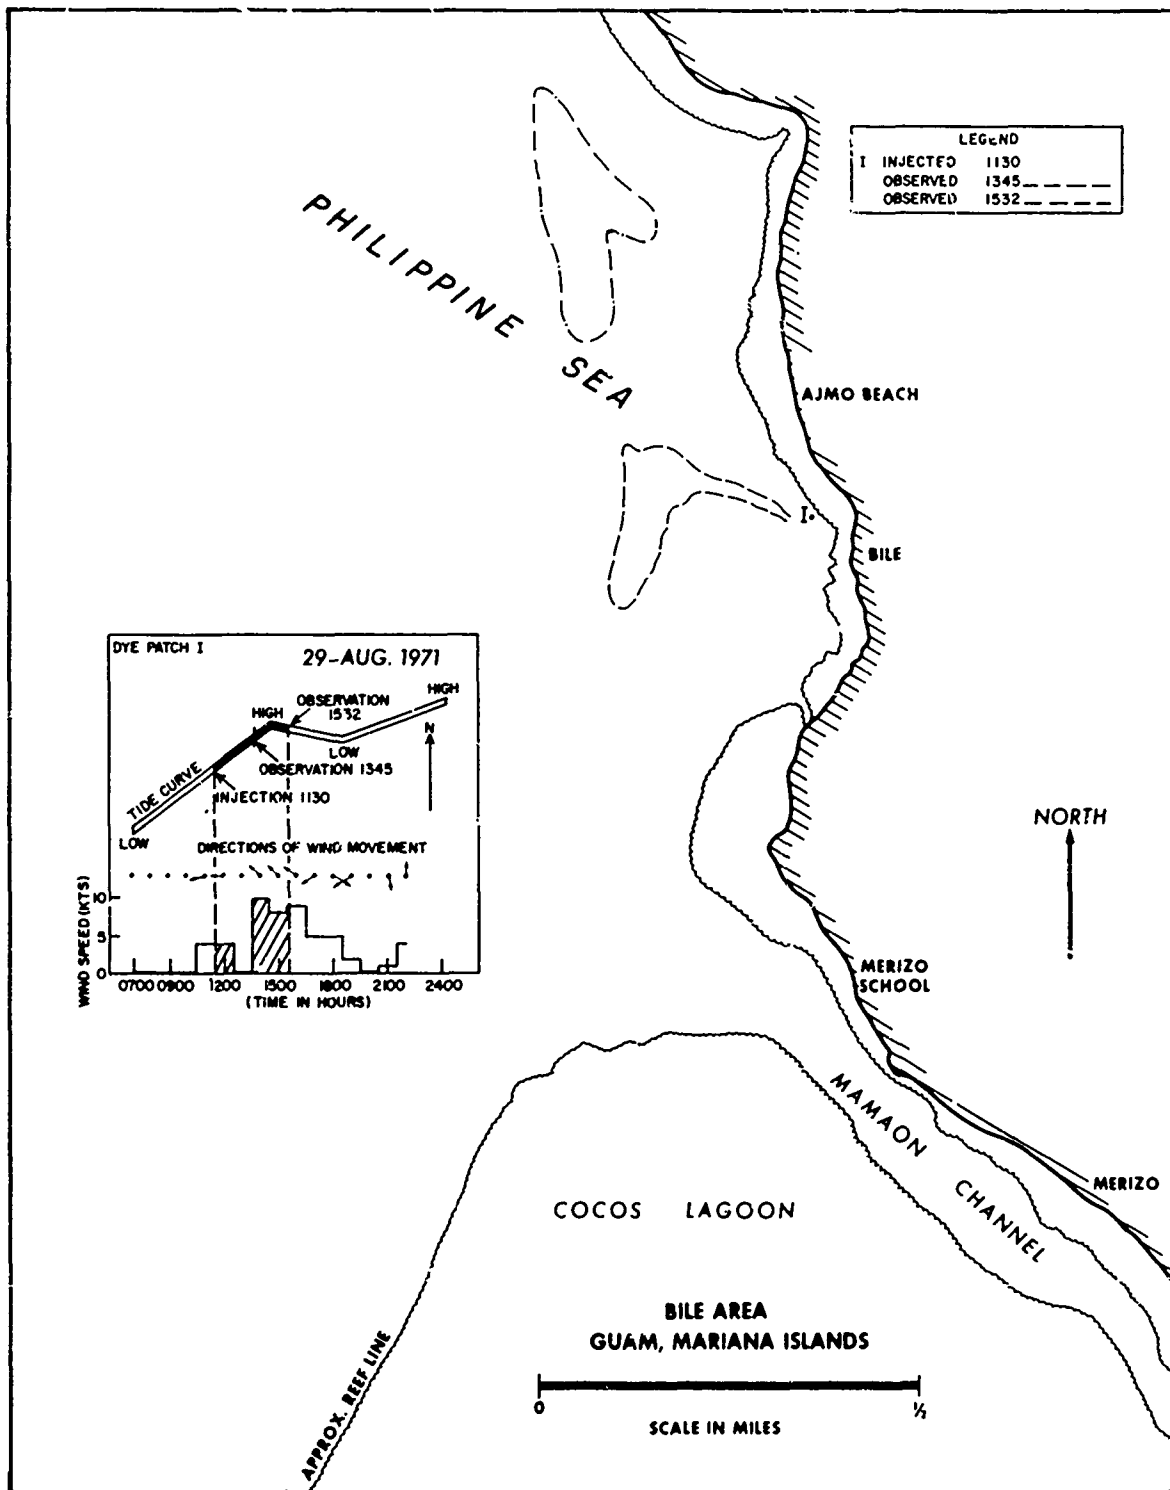 LEGEND
I INJECTED 1130
OBSERVED 1345
OBSERVED 1532
PHILIPPINE SEA
AJMO BEACH
I
BILE
DYE PATCH I
29-AUG. 1971
HIGH
OBSERVATION
1532
HIGH
N
LOW
OBSERVATION 1345
TIDE CURVE
INJECTION 1130
LOW
DIRECTIONS OF WIND MOVEMENT
WIND SPEED (KTS)
10
5
0
0700 0900 1200 1500 1800 2100 2400
(TIME IN HOURS)
NORTH
MERIZO
SCHOOL
MAMAON CHANNEL
MERIZO
COCOS LAGOON
BILE AREA
GUAM, MARIANA ISLANDS
0 ½
SCALE IN MILES
APPROX. REEF LINE